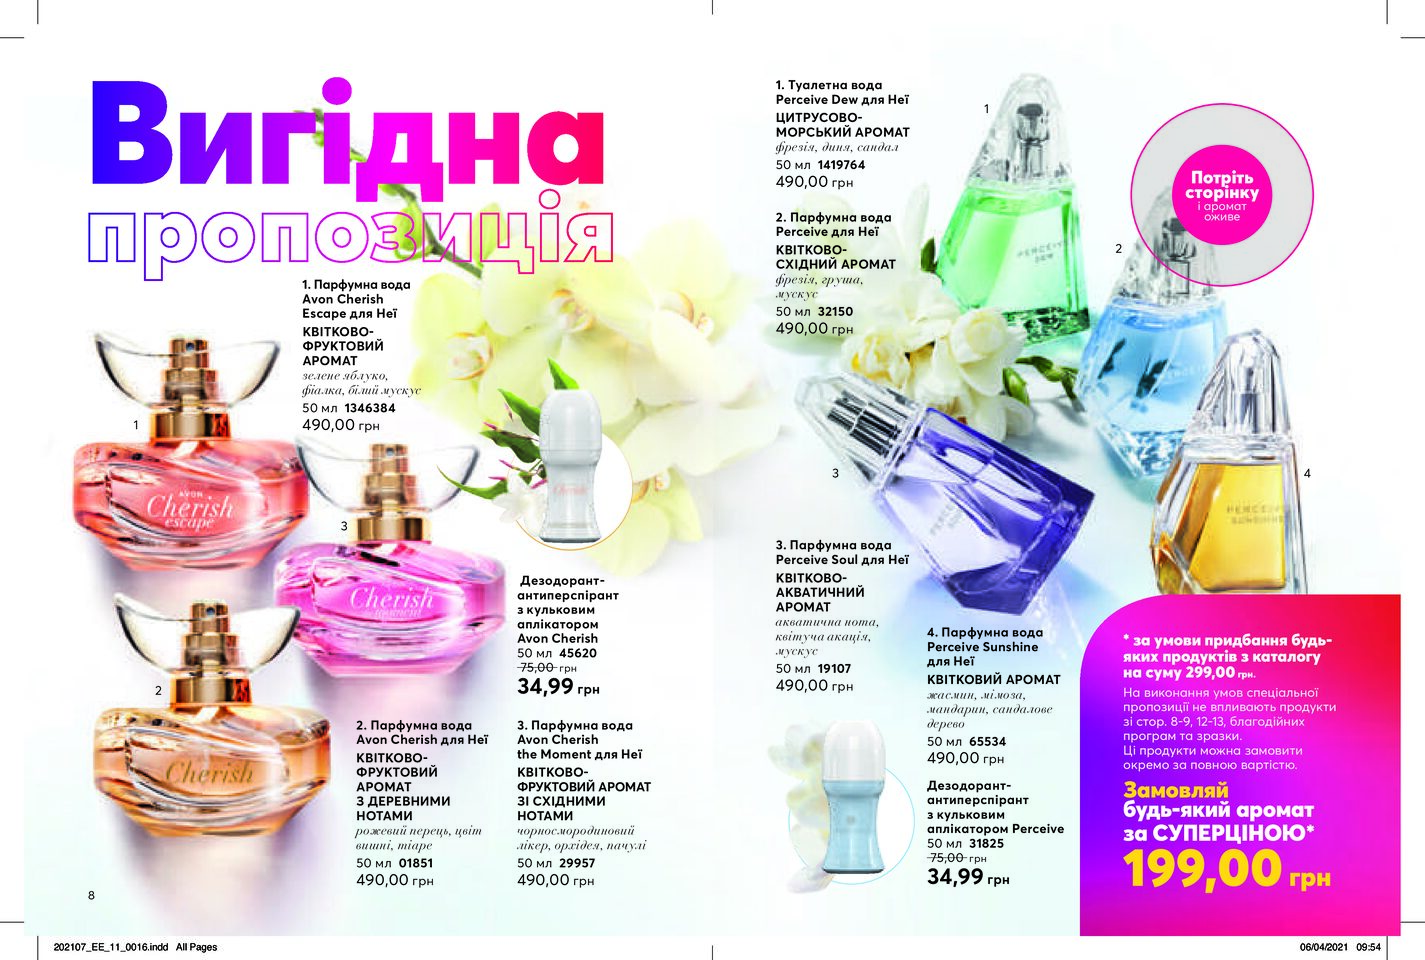 Вигідна
пропозиція
1. Парфумна вода
Avon Cherish
Escape для Неї
КВІТКОВО-
ФРУКТОВИЙ
АРОМАТ
зелене яблуко,
фіалка, білий мускус
50 мл 1346384
490,00 грн
1
AVON
Cherish
escape
3
Cherish
the moment
2
Cherish
Cherish
Дезодорант-
антиперспірант
з кульковим
аплікатором
Avon Cherish
50 мл 45620
75,00 грн
34,99 грн
2. Парфумна вода
Avon Cherish для Неї
КВІТКОВО-
ФРУКТОВИЙ
АРОМАТ
З ДЕРЕВНИМИ
НОТАМИ
рожевий перець, цвіт
вишні, тіаре
50 мл 01851
490,00 грн
3. Парфумна вода
Avon Cherish
the Moment для Неї
КВІТКОВО-
ФРУКТОВИЙ АРОМАТ
ЗІ СХІДНИМИ
НОТАМИ
чорносмородиновий
лікер, орхідея, пачулі
50 мл 29957
490,00 грн
8
1. Туалетна вода
Perceive Dew для Неї
ЦИТРУСОВО-
МОРСЬКИЙ АРОМАТ
фрезія, диня, сандал
50 мл 1419764
490,00 грн
2. Парфумна вода
Perceive для Неї
КВІТКОВО-
СХІДНИЙ АРОМАТ
фрезія, груша,
мускус
50 мл 32150
490,00 грн
1
PERCEIVE
DEW
2
Потріть
сторінку
і аромат
оживе
3
PERCEIVE
4
PERCEIVE
SUNSHINE
3. Парфумна вода
Perceive Soul для Неї
КВІТКОВО-
АКВАТИЧНИЙ
АРОМАТ
акватична нота,
квітуча акація,
мускус
50 мл 19107
490,00 грн
4. Парфумна вода
Perceive Sunshine
для Неї
КВІТКОВИЙ АРОМАТ
жасмин, мімоза,
мандарин, сандалове
дерево
50 мл 65534
490,00 грн
Дезодорант-
антиперспірант
з кульковим
аплікатором Perceive
50 мл 31825
75,00 грн
34,99 грн
* за умови придбання будь-
яких продуктів з каталогу
на суму 299,00 грн.
На виконання умов спеціальної
пропозиції не впливають продукти
зі стор. 8-9, 12-13, благодійних
програм та зразки.
Ці продукти можна замовити
окремо за повною вартістю.
Замовляй
будь-який аромат
за СУПЕРЦІНОЮ*
199,00 грн
202107_EE_11_0016.indd All Pages
06/04/2021 09:54